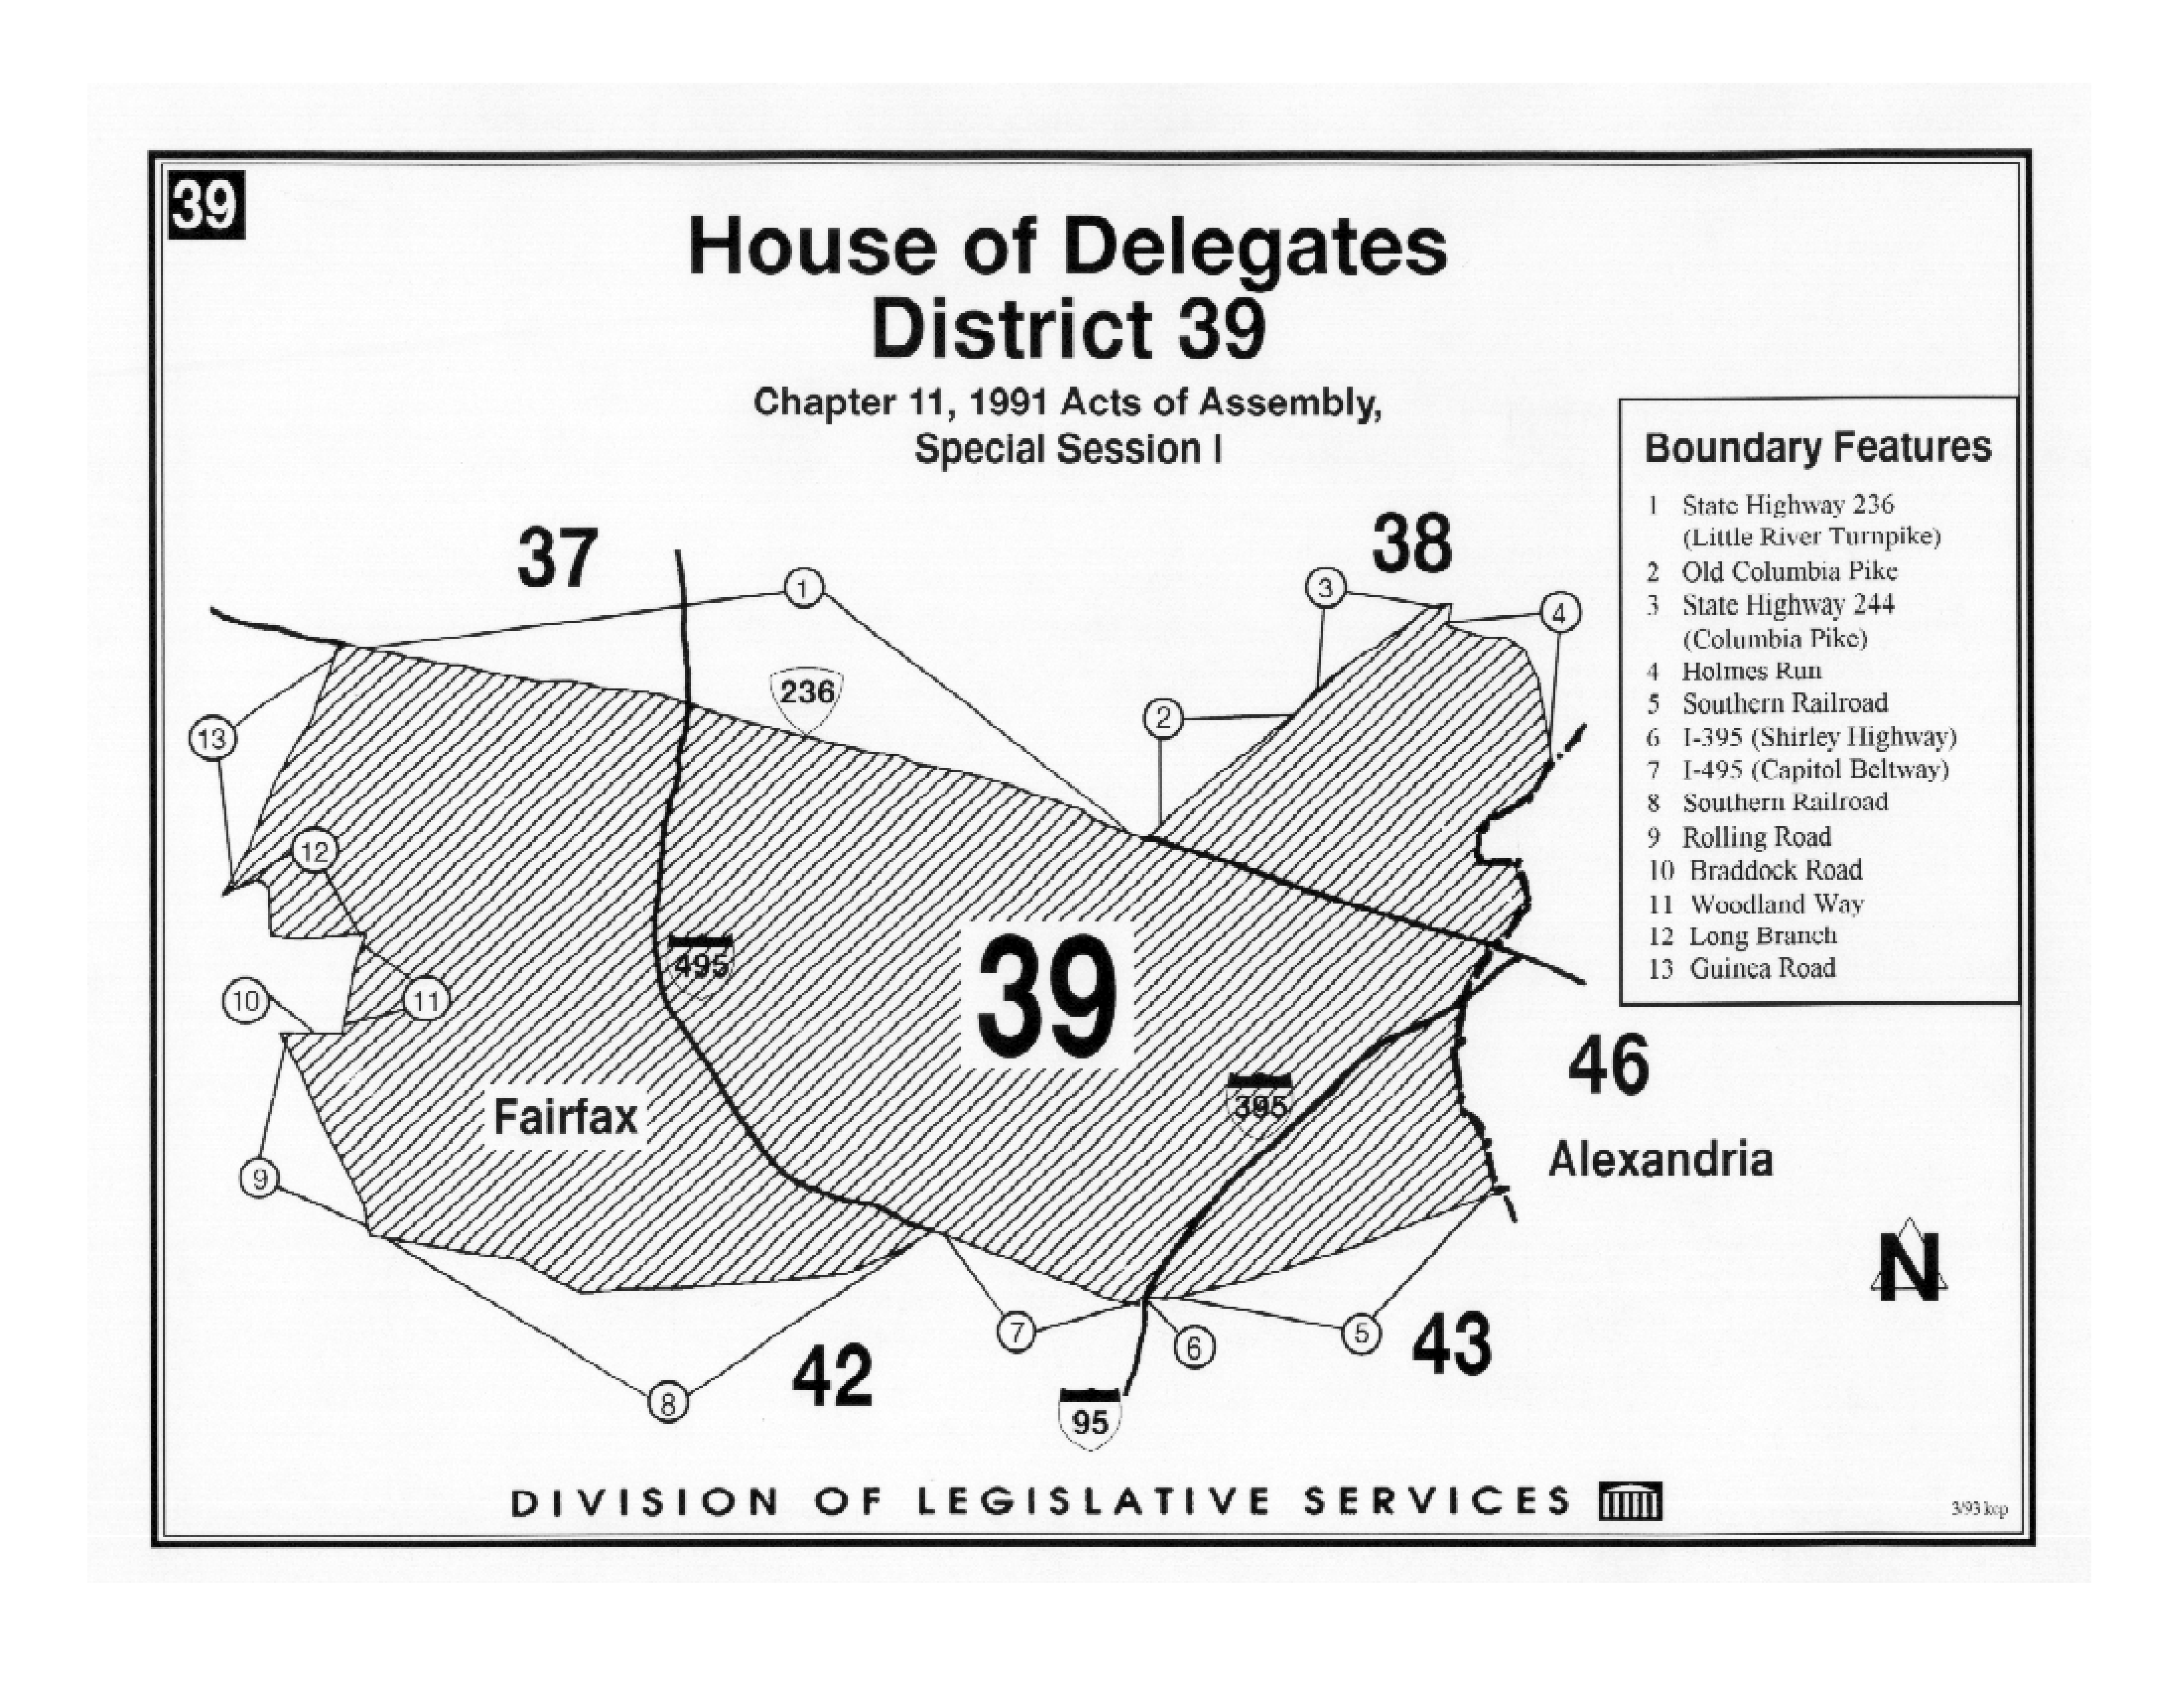 39
House of Delegates
District 39
Chapter 11, 1991 Acts of Assembly,
Special Session I
Boundary Features
1 State Highway 236
(Little River Turnpike)
2 Old Columbia Pike
3 State Highway 244
(Columbia Pike)
4 Holmes Run
5 Southern Railroad
6 I-395 (Shirley Highway)
7 I-495 (Capitol Beltway)
8 Southern Railroad
9 Rolling Road
10 Braddock Road
11 Woodland Way
12 Long Branch
13 Guinea Road
37
38
1
3
4
236
2
13
12
495
39
10
11
46
395
Fairfax
Alexandria
9
N
7
6
5
43
42
8
95
DIVISION OF LEGISLATIVE SERVICES
3/93 kcp